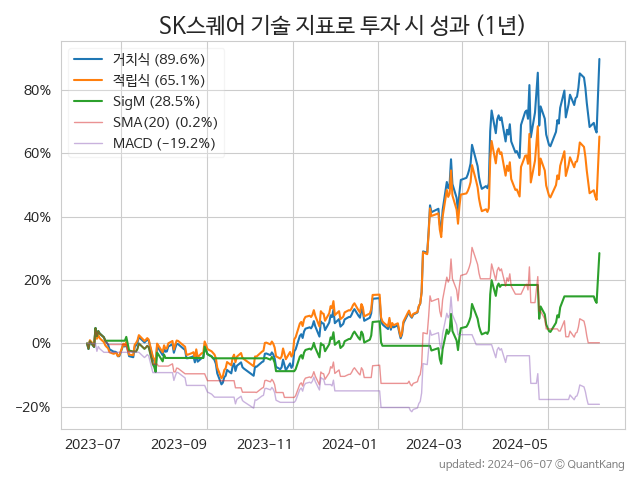 SK스퀘어 기술 지표로 투자 시 성과 (1년)
거치식 (89.6%)
적립식 (65.1%)
SigM (28.5%)
SMA(20) (0.2%)
MACD (−19.2%)
80%
60%
40%
20%
0%
−20%
2023−07 2023−09 2023−11 2024−01 2024−03 2024−05
updated: 2024-06-07 © QuantKang